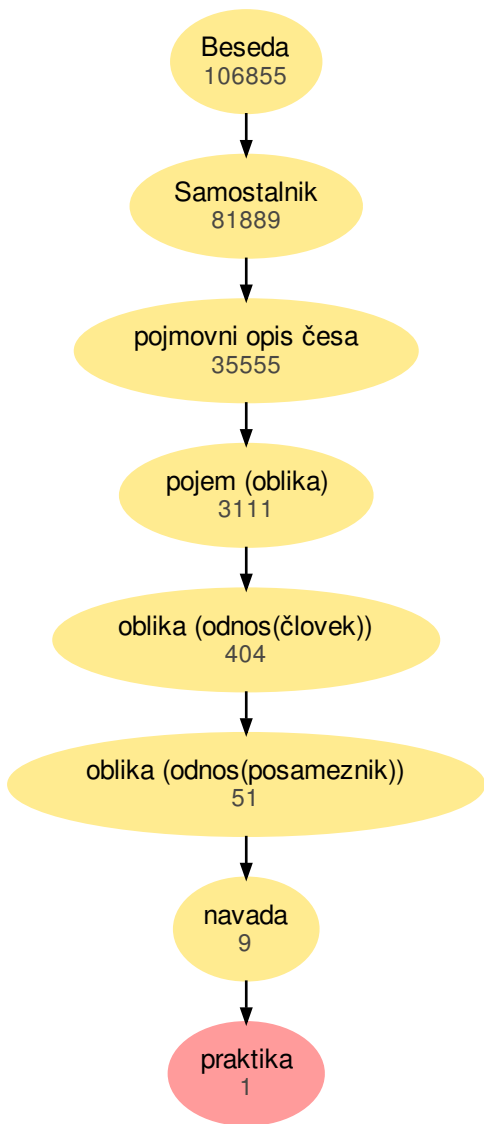 Beseda
106855
Samostalnik
81889
pojmovni opis česa
35555
pojem (oblika)
3111
oblika (odnos(človek))
404
oblika (odnos(posameznik))
51
navada
9
praktika
1